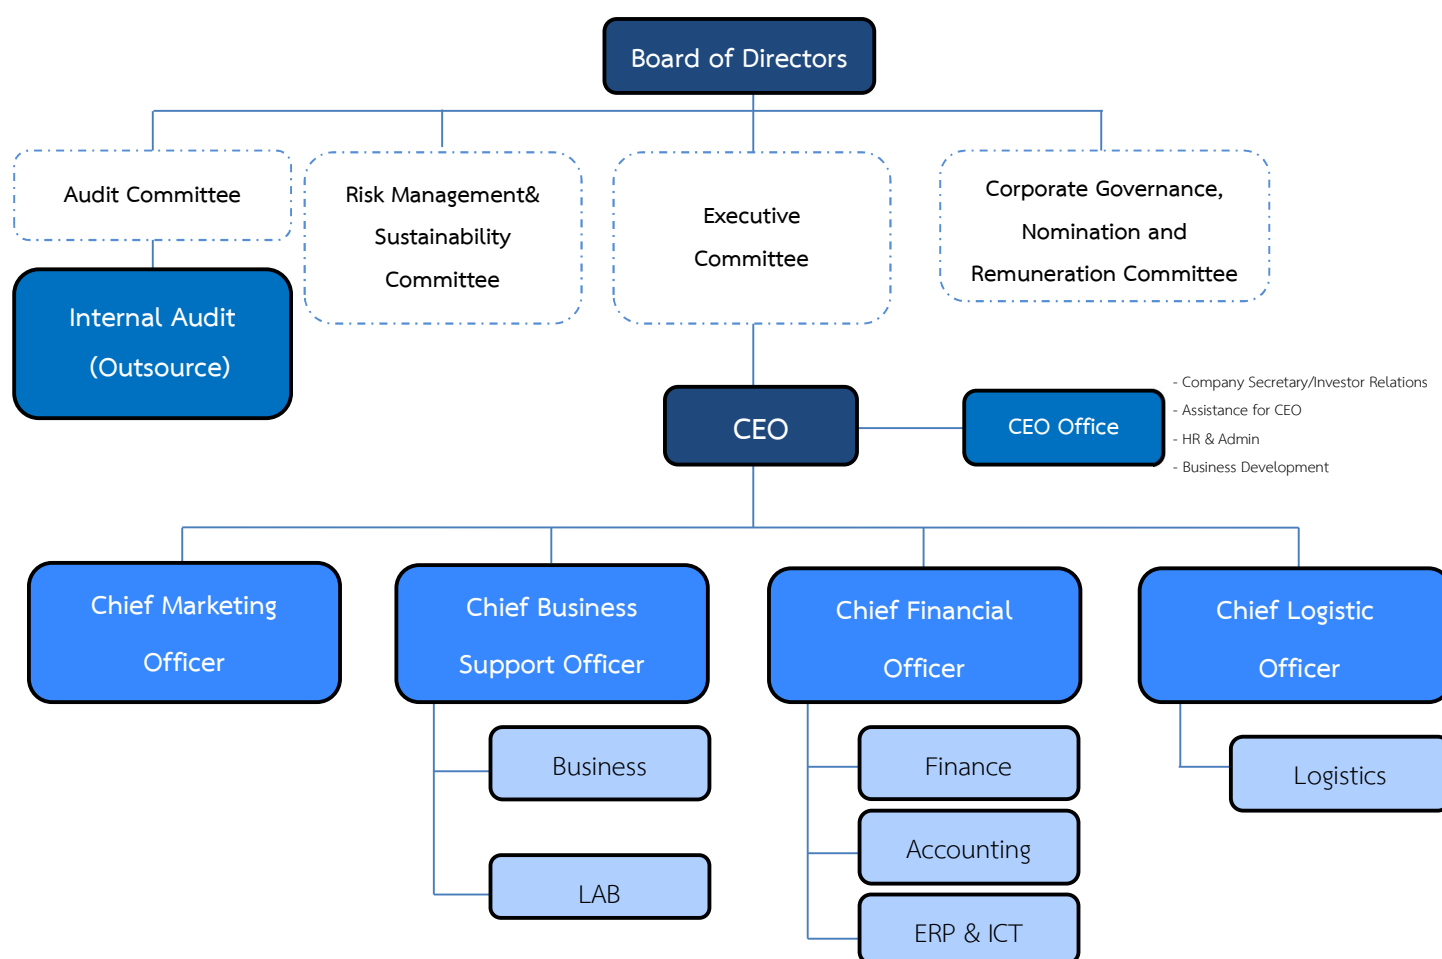 Board of Directors
Audit Committee
Risk Management&
Sustainability
Committee
Executive
Committee
Corporate Governance,
Nomination and
Remuneration Committee
Internal Audit
(Outsource)
CEO
CEO Office
- Company Secretary/Investor Relations
- Assistance for CEO
- HR & Admin
- Business Development
Chief Marketing
Officer
Chief Business
Support Officer
Chief Financial
Officer
Chief Logistic
Officer
Business
LAB
Finance
Accounting
ERP & ICT
Logistics